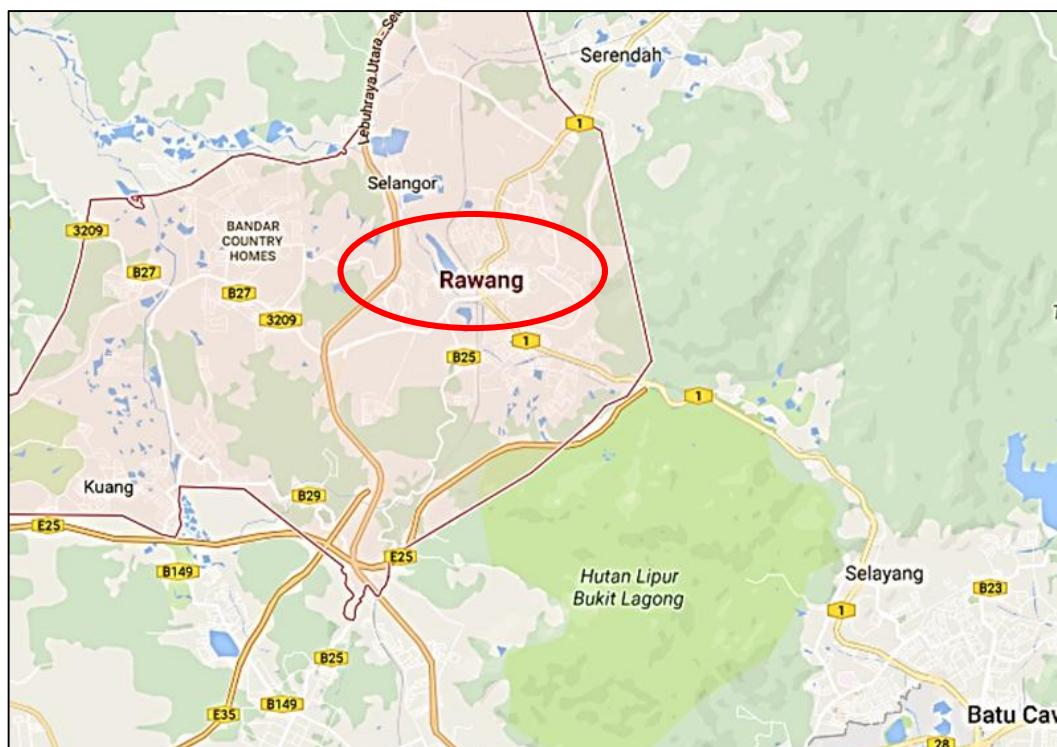 Serendah
Lebuhraya Utara - Sel
1
Selangor
3209
BANDAR
COUNTRY
HOMES
B27
B27
Rawang
3209
1
B25
1
Kuang
B29
E25
E25
B149
Hutan Lipur
Bukit Lagong
Selayang
B23
1
B25
B149
E35
Batu Cav
28